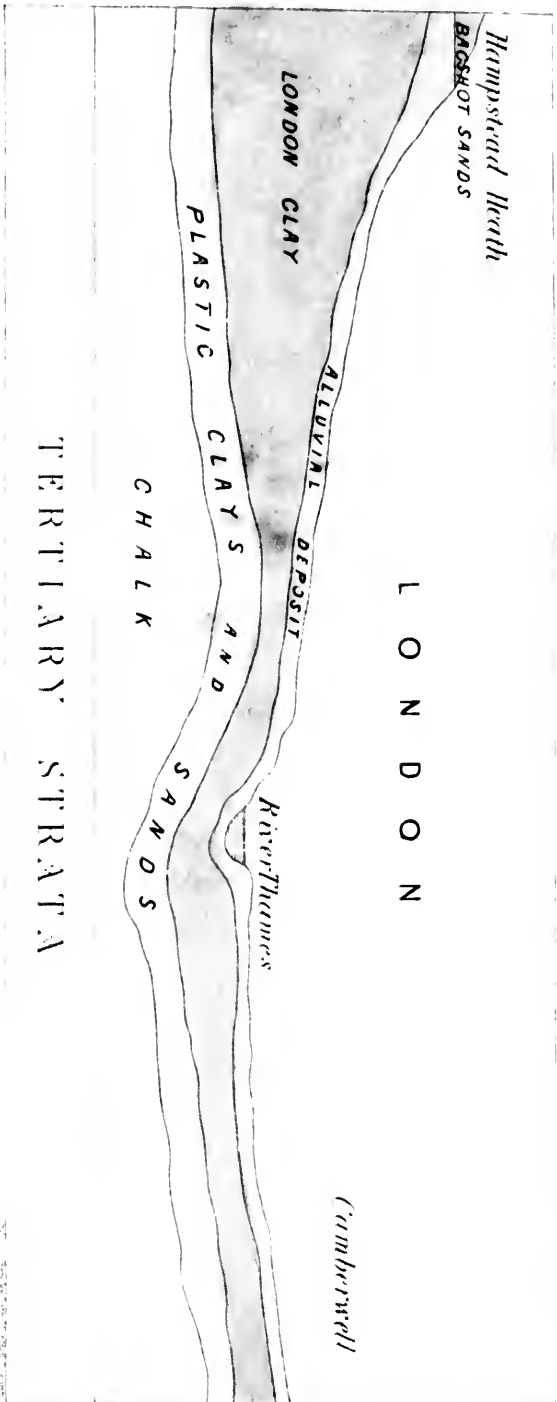 Hampstead Heath
BAGSHOT SANDS
LONDON
LONDON CLAY
ALLUVIAL DEPOSIT
River Thames
Camberwell
PLASTIC CLAYS AND SANDS
CHALK
TERTIARY STRATA